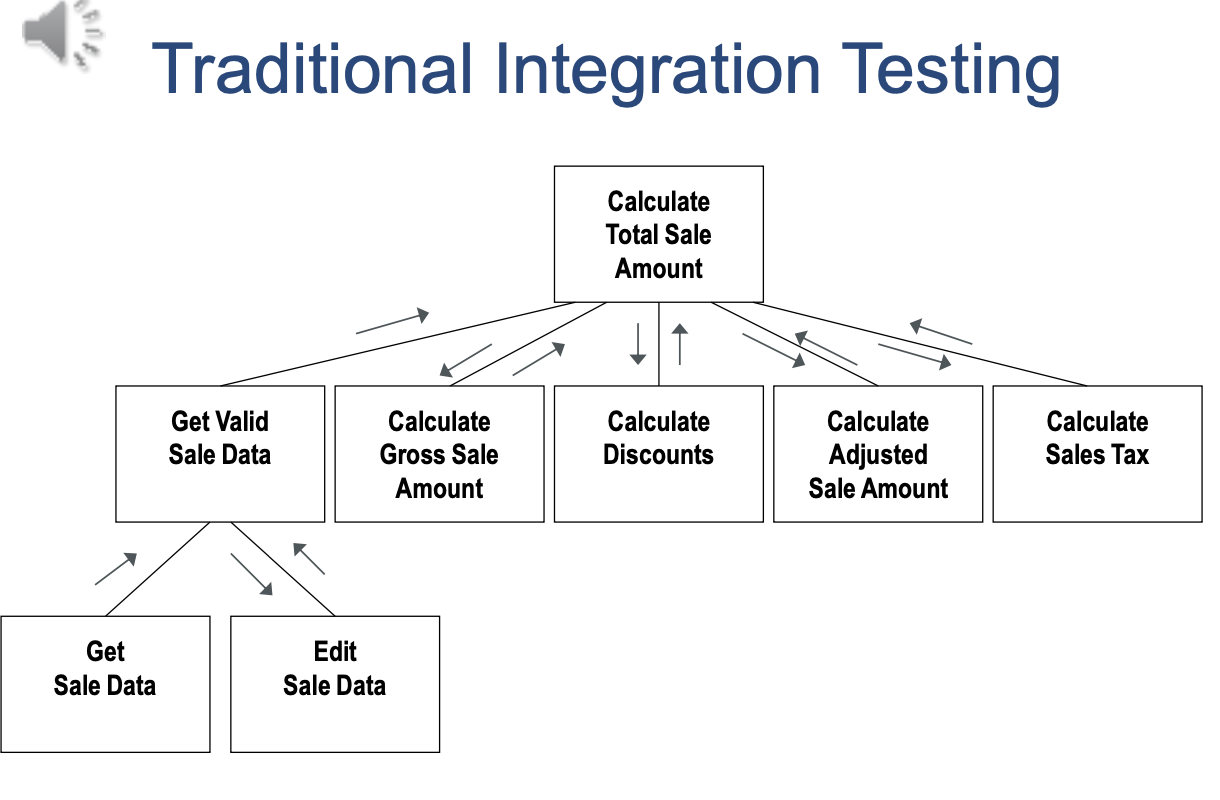 Traditional Integration Testing
Calculate
Total Sale
Amount
Get Valid
Sale Data
Calculate
Gross Sale
Amount
Calculate
Discounts
Calculate
Adjusted
Sale Amount
Calculate
Sales Tax
Get
Sale Data
Edit
Sale Data